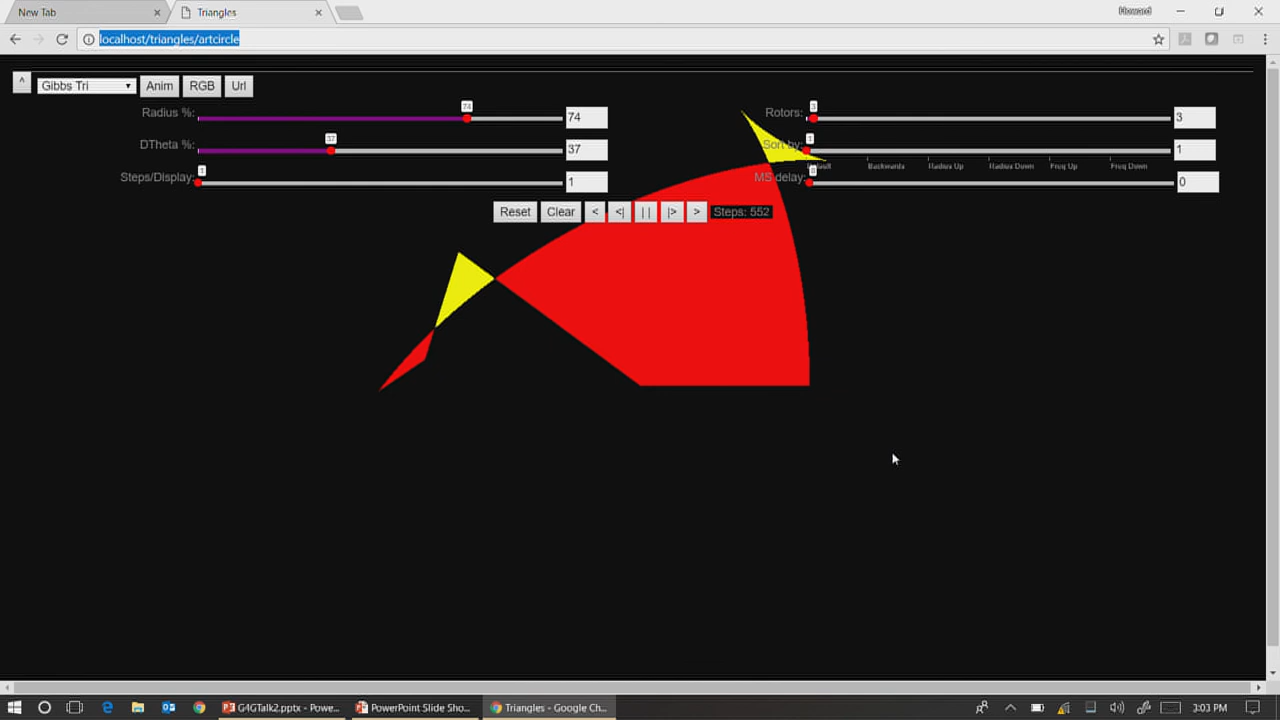 New Tab
Triangles
Howard
localhost/triangles/artcircle
^ Gibbs Tri Anim RGB Url
Radius %: 74 74
Rotors: 3 3
DTheta %: 37 37
Sort by: 1 1
Default Backwards Radius Up Radius Down Freq Up Freq Down
Steps/Display: 1 1
MS delay: 0 0
Reset Clear < <| | | |> > Steps: 552
G4GTalk2.pptx - Powe...
PowerPoint Slide Sho...
Triangles - Google Ch...
3:03 PM